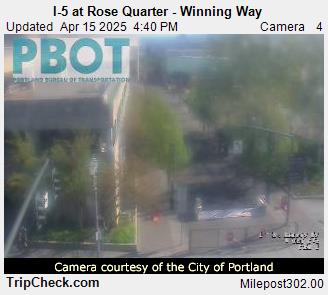 I-5 at Rose Quarter - Winning Way
Updated Apr 15 2025 4:40 PM Camera 4
PBOT
PORTLAND BUREAU OF TRANSPORTATION
Camera courtesy of the City of Portland
TripCheck.com Milepost302.00